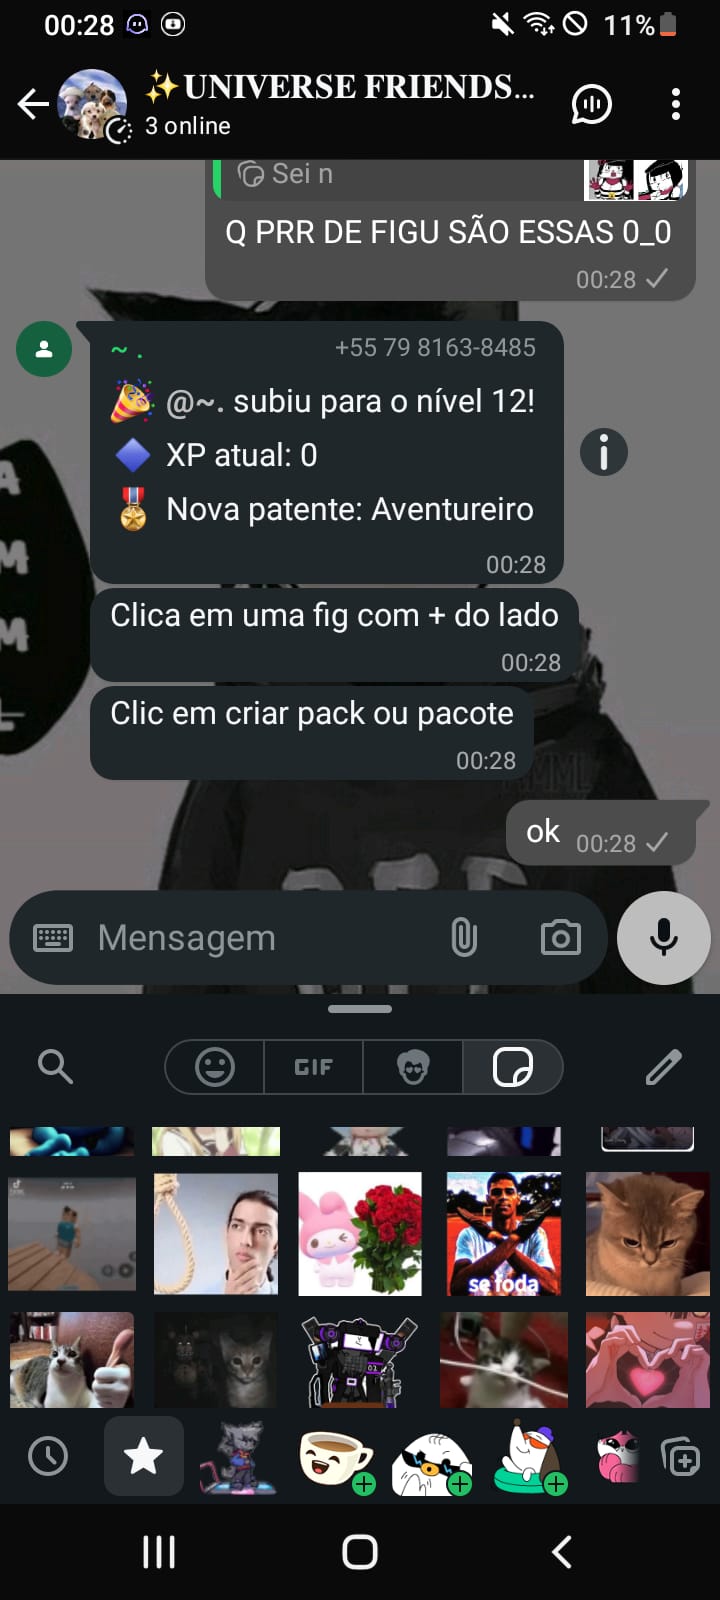 00:28
11%
✨UNIVERSE FRIENDS...
3 online
Sei n
Q PRR DE FIGU SÃO ESSAS 0_0
00:28
~ .
+55 79 8163-8485
🎉 @~. subiu para o nível 12!
🔷 XP atual: 0
🎖️ Nova patente: Aventureiro
00:28
Clica em uma fig com + do lado
00:28
Clic em criar pack ou pacote
00:28
ok
00:28
Mensagem
GIF
se foda
01